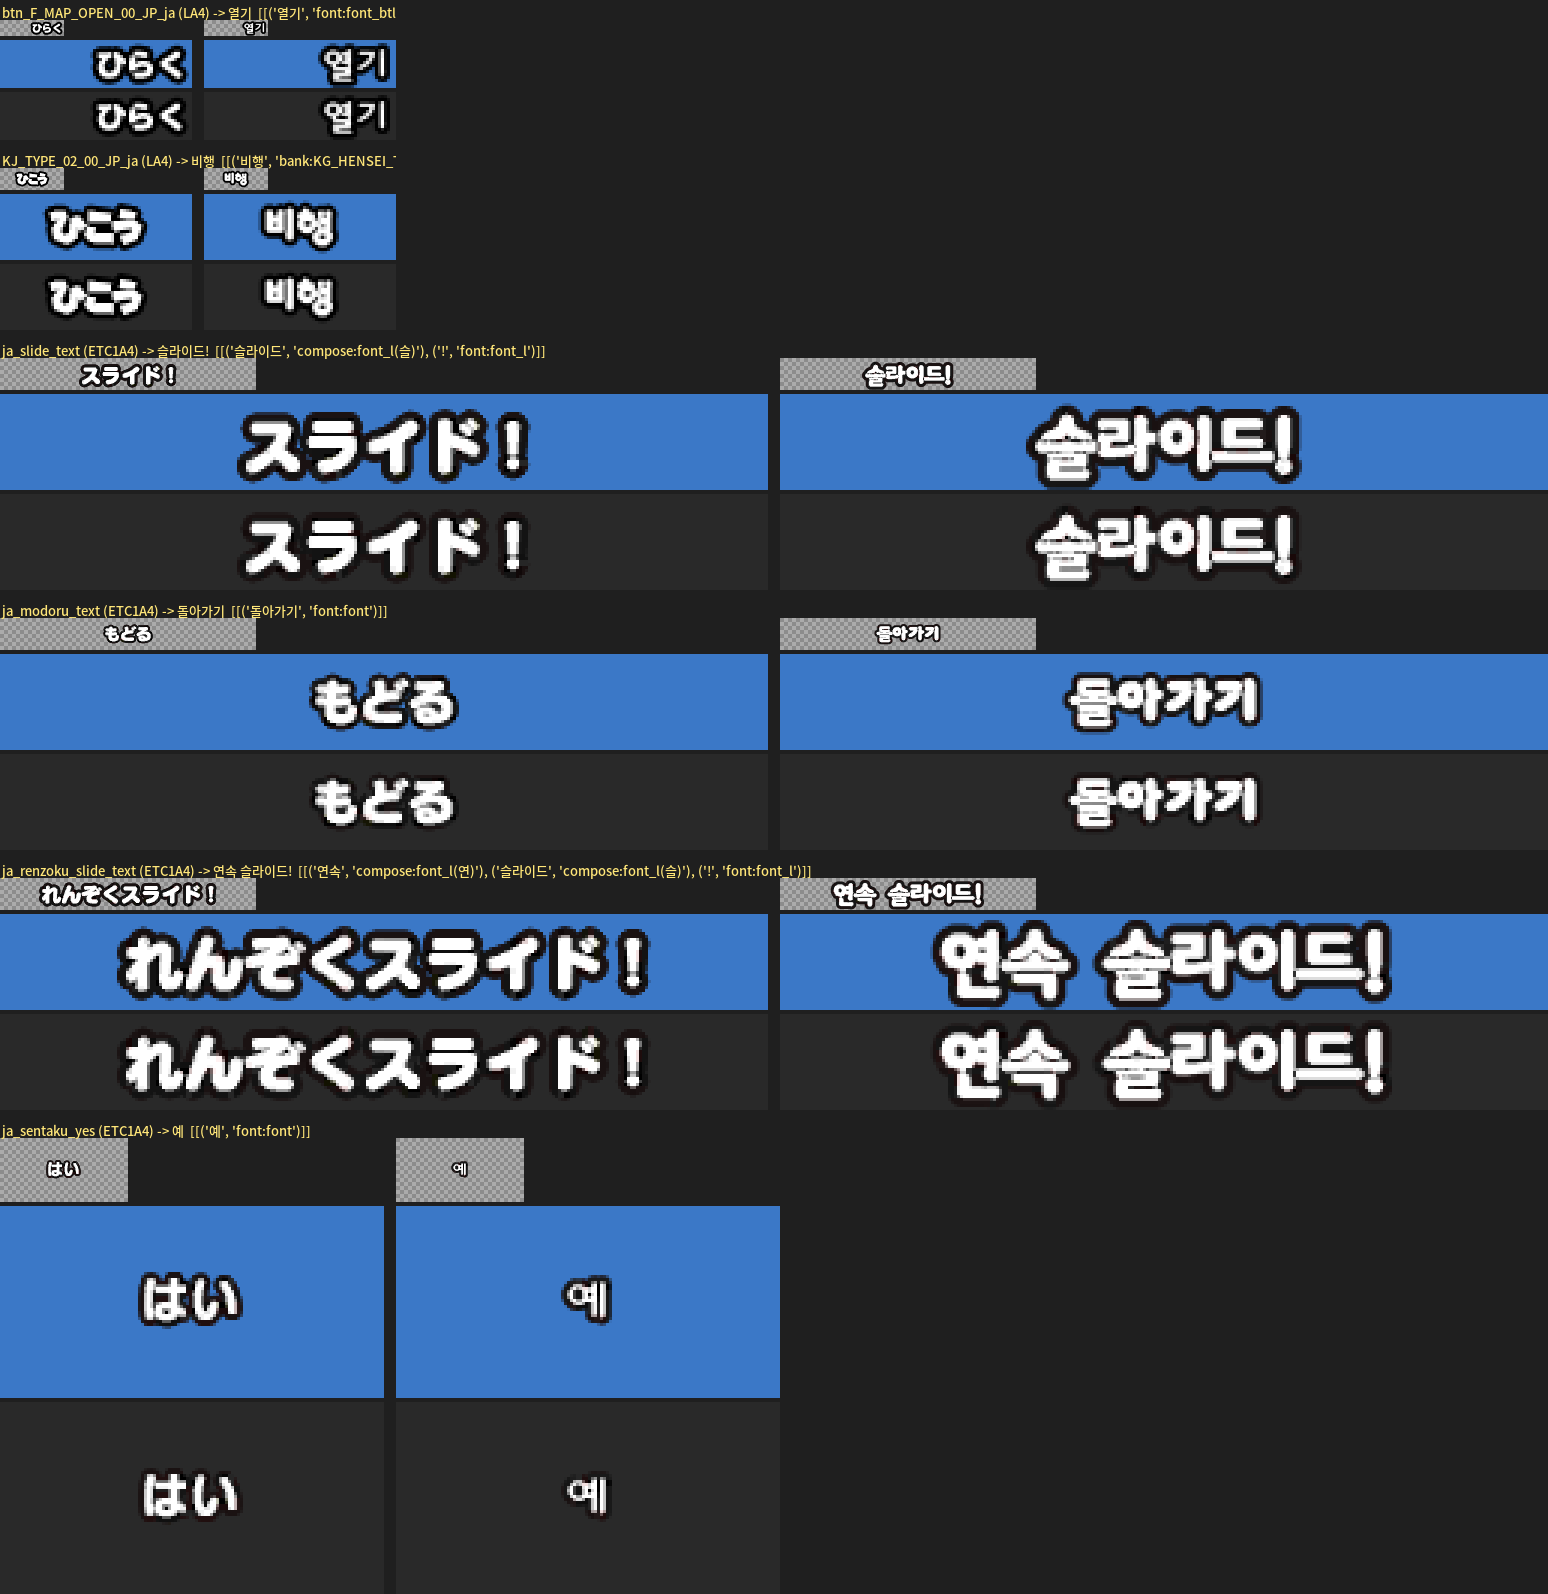 btn_F_MAP_OPEN_00_JP_ja (LA4) -> 열기 [[('열기', 'font:font_btl
ひらく 열기
ひらく 열기
ひらく 열기
KJ_TYPE_02_00_JP_ja (LA4) -> 비행 [[('비행', 'bank:KG_HENSEI_
ひこう 비행
ひこう 비행
ひこう 비행
ja_slide_text (ETC1A4) -> 슬라이드! [[('슬라이드', 'compose:font_l(슬)'), ('!', 'font:font_l')]]
スライド! 슬라이드!
スライド! 슬라이드!
スライド! 슬라이드!
ja_modoru_text (ETC1A4) -> 돌아가기 [[('돌아가기', 'font:font')]]
もどる 돌아가기
もどる 돌아가기
もどる 돌아가기
ja_renzoku_slide_text (ETC1A4) -> 연속 슬라이드! [[('연속', 'compose:font_l(연)'), ('슬라이드', 'compose:font_l(슬)'), ('!', 'font:font_l')]]
れんぞくスライド! 연속 슬라이드!
れんぞくスライド! 연속 슬라이드!
れんぞくスライド! 연속 슬라이드!
ja_sentaku_yes (ETC1A4) -> 예 [[('예', 'font:font')]]
はい 예
はい 예
はい 예